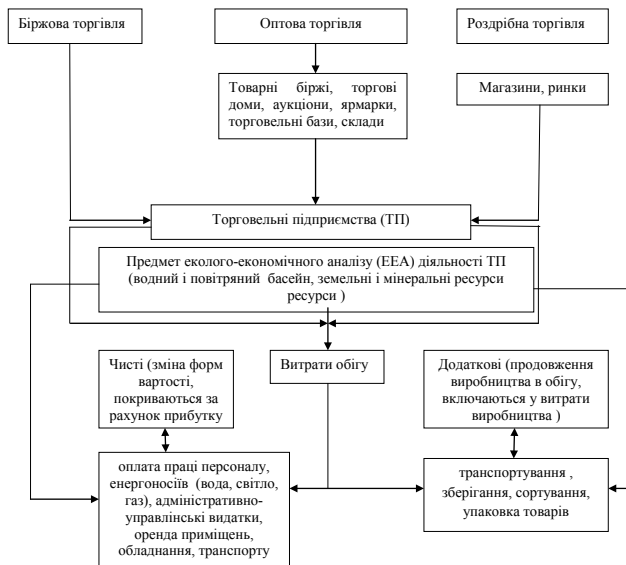 Біржова торгівля
Оптова торгівля
Роздрібна торгівля
Товарні біржі, торгові
доми, аукціони, ярмарки,
торговельні бази, склади
Магазини, ринки
Торговельні підприємства (ТП)
Предмет еколого-економічного аналізу (ЕЕА) діяльності ТП
(водний і повітряний басейн, земельні і мінеральні ресурси
ресурси )
Чисті (зміна форм
вартості,
покриваються за
рахунок прибутку
Витрати обігу
Додаткові (продовження
виробництва в обігу,
включаються у витрати
виробництва )
оплата праці персоналу,
енергоносіїв (вода, світло,
газ), адміністративно-
управлінські видатки,
оренда приміщень,
обладнання, транспорту
транспортування ,
зберігання, сортування,
упаковка товарів